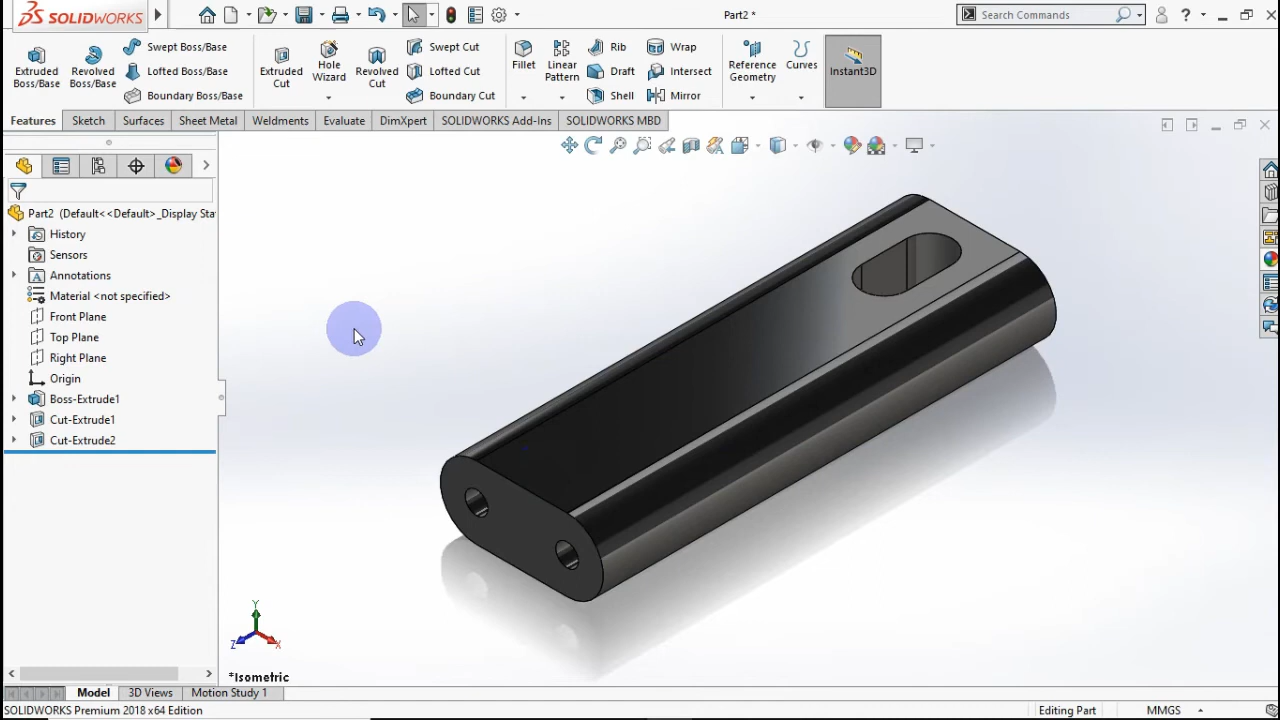 SOLIDWORKS
Part2 *
Search Commands
?
Extruded Boss/Base
Revolved Boss/Base
Swept Boss/Base
Lofted Boss/Base
Boundary Boss/Base
Extruded Cut
Hole Wizard
Revolved Cut
Swept Cut
Lofted Cut
Boundary Cut
Fillet
Linear Pattern
Rib
Draft
Shell
Wrap
Intersect
Mirror
Reference Geometry
Curves
Instant3D
Features
Sketch
Surfaces
Sheet Metal
Weldments
Evaluate
DimXpert
SOLIDWORKS Add-Ins
SOLIDWORKS MBD
Part2 (Default<<Default>_Display Sta
History
Sensors
Annotations
Material <not specified>
Front Plane
Top Plane
Right Plane
Origin
Boss-Extrude1
Cut-Extrude1
Cut-Extrude2
Y
Z
X
*Isometric
Model
3D Views
Motion Study 1
SOLIDWORKS Premium 2018 x64 Edition
Editing Part
MMGS